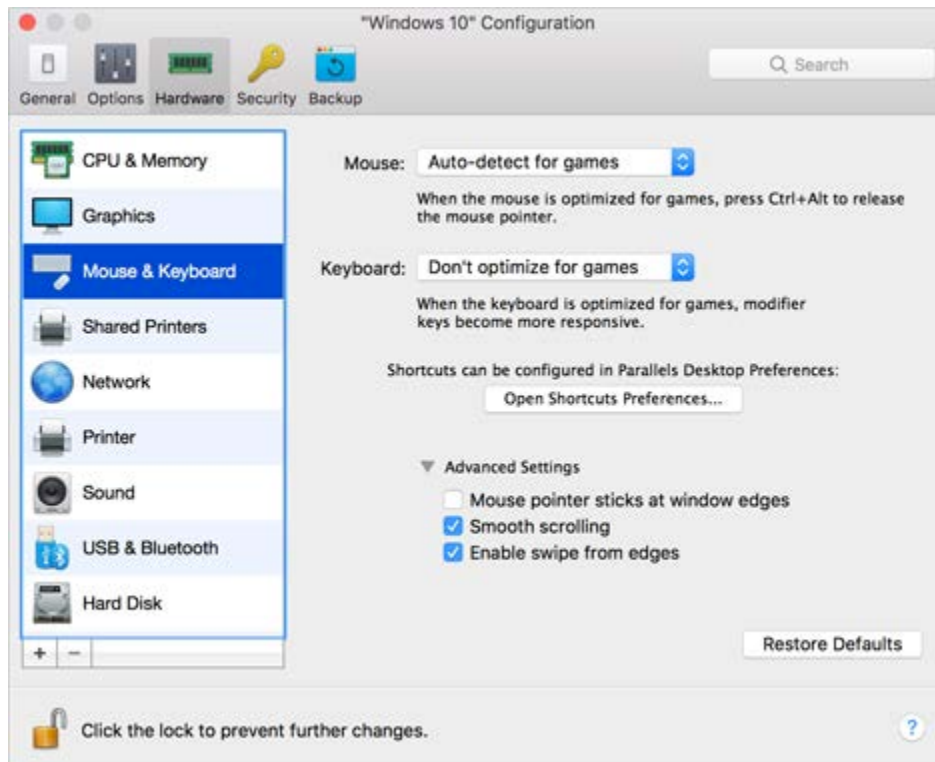 "Windows 10" Configuration
General Options Hardware Security Backup
Search
CPU & Memory
Graphics
Mouse & Keyboard
Shared Printers
Network
Printer
Sound
USB & Bluetooth
Hard Disk
+ −
Mouse: Auto-detect for games
When the mouse is optimized for games, press Ctrl+Alt to release
the mouse pointer.
Keyboard: Don't optimize for games
When the keyboard is optimized for games, modifier
keys become more responsive.
Shortcuts can be configured in Parallels Desktop Preferences:
Open Shortcuts Preferences...
Advanced Settings
Mouse pointer sticks at window edges
Smooth scrolling
Enable swipe from edges
Restore Defaults
Click the lock to prevent further changes.
?